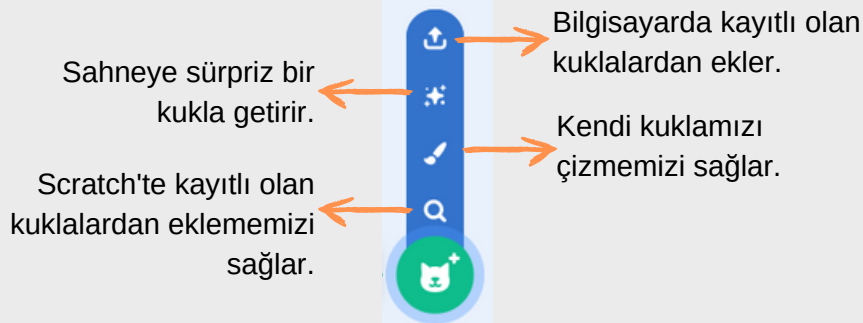 Bilgisayarda kayıtlı olan
kuklalardan ekler.
Sahneye sürpriz bir
kukla getirir.
Kendi kuklamızı
çizmemizi sağlar.
Scratch'te kayıtlı olan
kuklalardan eklememizi
sağlar.